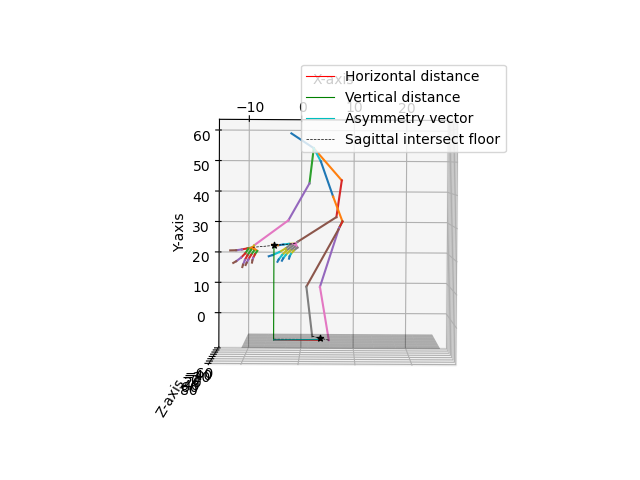 X-axis
−10 0 10 20
Horizontal distance
Vertical distance
Asymmetry vector
Sagittal intersect floor
60
50
40
30
20
10
0
Y-axis
Z-axis